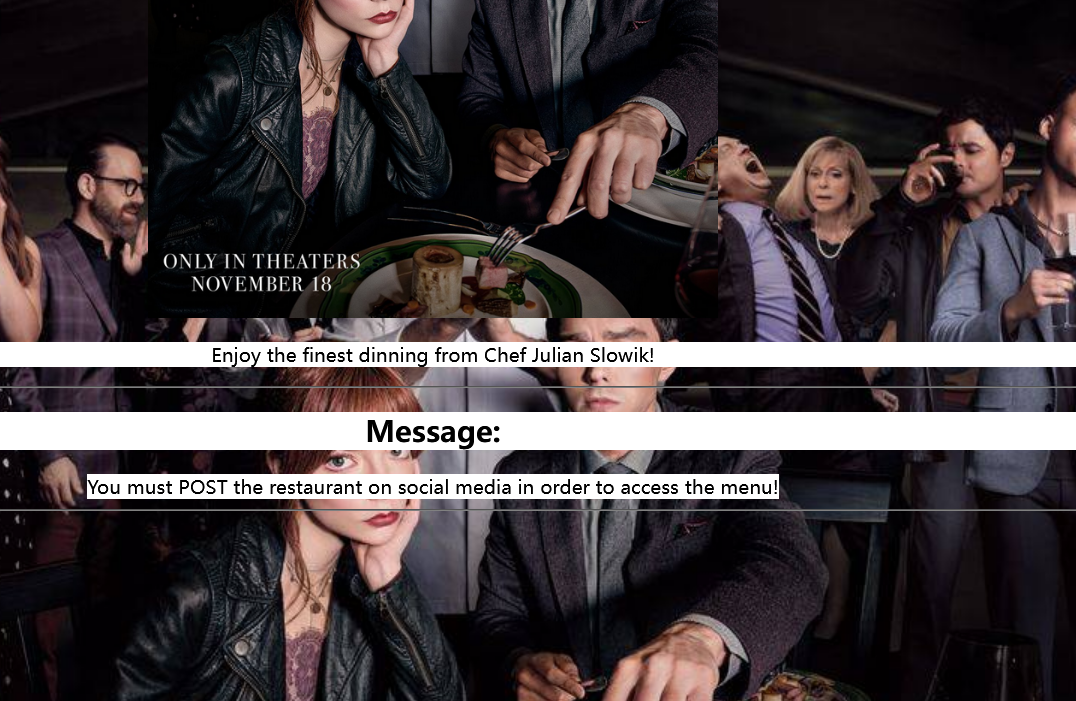 ONLY IN THEATERS
NOVEMBER 18
Enjoy the finest dinning from Chef Julian Slowik!
Message:
You must POST the restaurant on social media in order to access the menu!